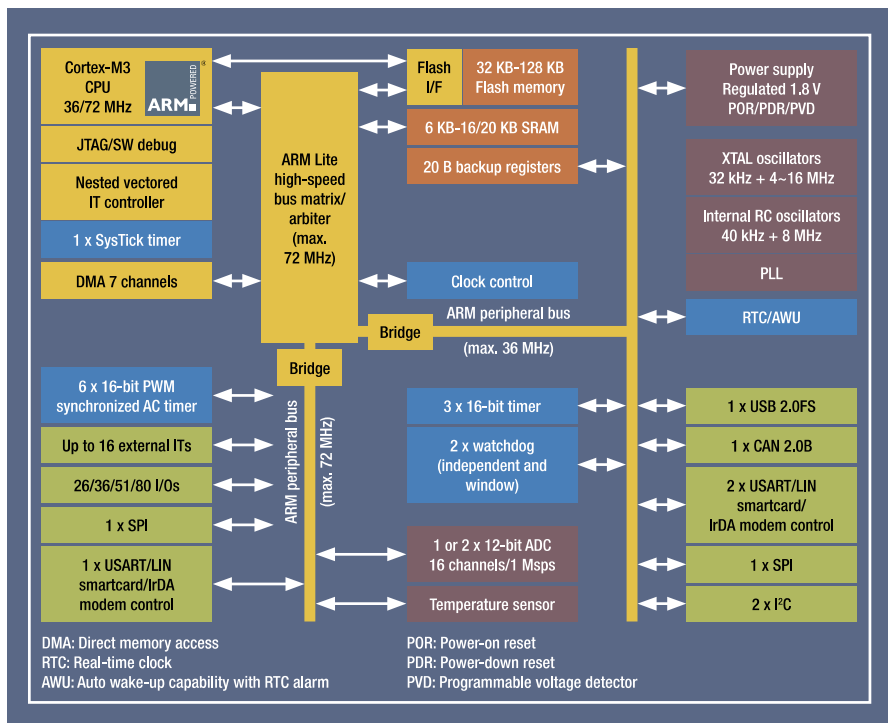 Cortex-M3
CPU
36/72 MHz
ARM
POWERED
®
JTAG/SW debug
Nested vectored
IT controller
1 x SysTick timer
DMA 7 channels
ARM Lite
high-speed
bus matrix/
arbiter
(max.
72 MHz)
Flash
I/F
32 KB-128 KB
Flash memory
6 KB-16/20 KB SRAM
20 B backup registers
Clock control
ARM peripheral bus
Bridge
(max. 36 MHz)
Bridge
ARM peripheral bus
(max. 72 MHz)
Power supply
Regulated 1.8 V
POR/PDR/PVD
XTAL oscillators
32 kHz + 4~16 MHz
Internal RC oscillators
40 kHz + 8 MHz
PLL
RTC/AWU
6 x 16-bit PWM
synchronized AC timer
Up to 16 external ITs
26/36/51/80 I/Os
1 x SPI
1 x USART/LIN
smartcard/IrDA
modem control
3 x 16-bit timer
2 x watchdog
(independent and
window)
1 or 2 x 12-bit ADC
16 channels/1 Msps
Temperature sensor
1 x USB 2.0FS
1 x CAN 2.0B
2 x USART/LIN
smartcard/
IrDA modem control
1 x SPI
2 x I²C
DMA: Direct memory access
RTC: Real-time clock
AWU: Auto wake-up capability with RTC alarm
POR: Power-on reset
PDR: Power-down reset
PVD: Programmable voltage detector